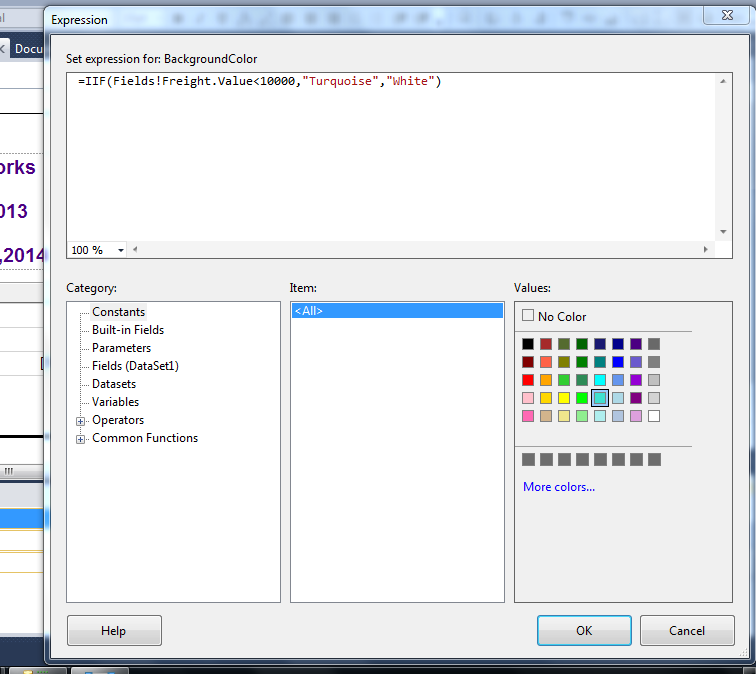 Expression
Docu
Set expression for: BackgroundColor
=IIF(Fields!Freight.Value<10000,"Turquoise","White")
orks
013
,2014
100 %
Category:
Item:
Values:
Constants
Built-in Fields
Parameters
Fields (DataSet1)
Datasets
Variables
Operators
Common Functions
<All>
No Color
More colors...
Help
OK
Cancel